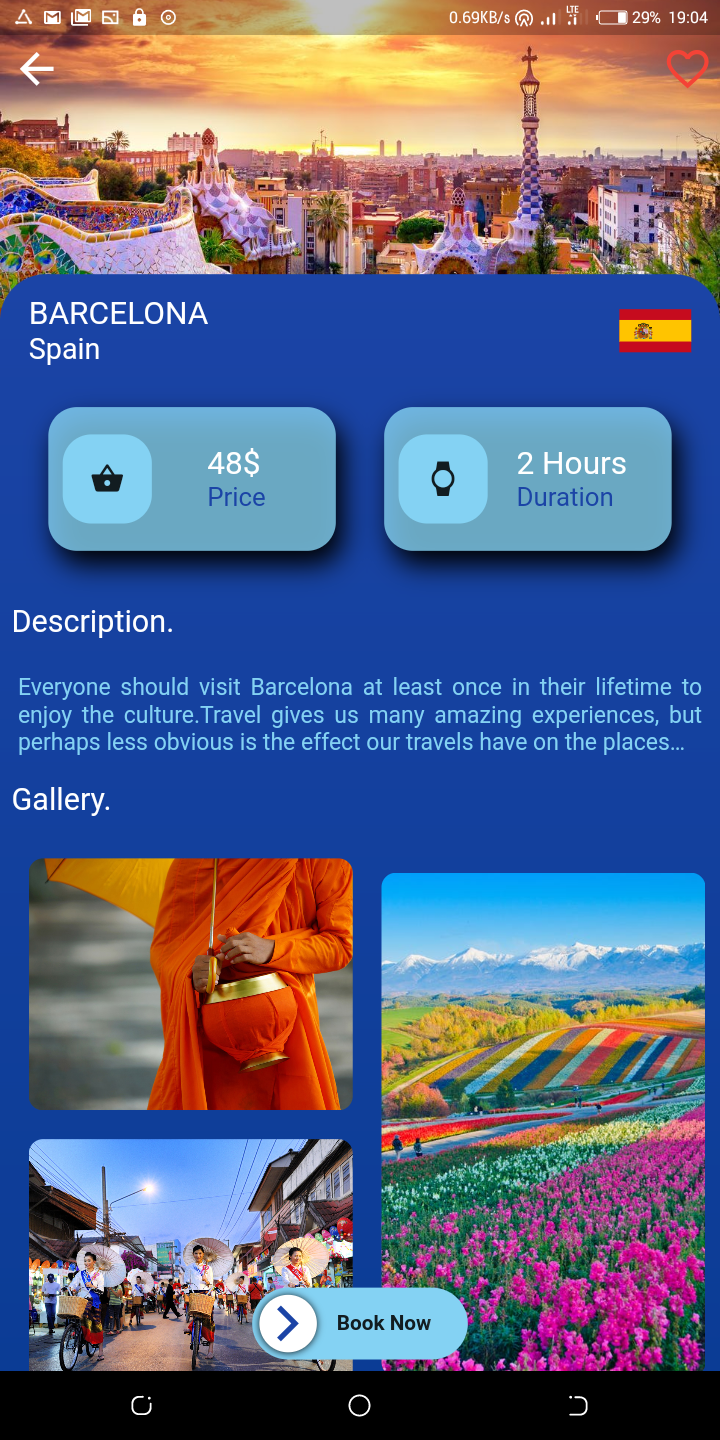 0.69KB/s LTE 29% 19:04
BARCELONA
Spain
48$
Price
2 Hours
Duration
Description.
Everyone should visit Barcelona at least once in their lifetime to
enjoy the culture.Travel gives us many amazing experiences, but
perhaps less obvious is the effect our travels have on the places…
Gallery.
Book Now